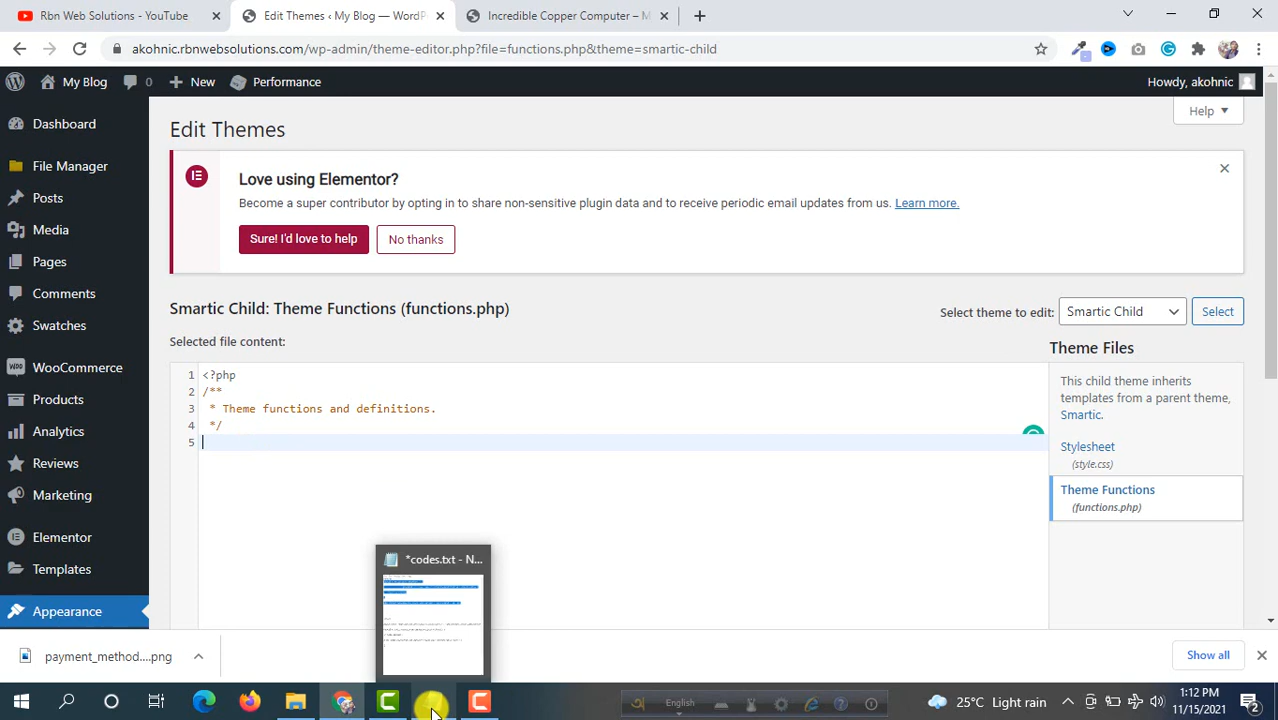 Rbn Web Solutions - YouTube
Edit Themes ‹ My Blog — WordP
Incredible Copper Computer – M
akohnic.rbnwebsolutions.com/wp-admin/theme-editor.php?file=functions.php&theme=smartic-child
My Blog
0
New
Performance
Howdy, akohnic
Help
Dashboard
File Manager
Posts
Media
Pages
Comments
Swatches
WooCommerce
Products
Analytics
Reviews
Marketing
Elementor
Templates
Appearance
Edit Themes
Love using Elementor?
Become a super contributor by opting in to share non-sensitive plugin data and to receive periodic email updates from us. Learn more.
Sure! I'd love to help
No thanks
Smartic Child: Theme Functions (functions.php)
Select theme to edit:
Smartic Child
Select
Selected file content:
1 <?php
2 /**
3 * Theme functions and definitions.
4 */
5
Theme Files
This child theme inherits
templates from a parent theme,
Smartic.
Stylesheet
(style.css)
Theme Functions
(functions.php)
*codes.txt - N...
payment_method....png
Show all
English
25°C Light rain
1:12 PM
11/15/2021
2